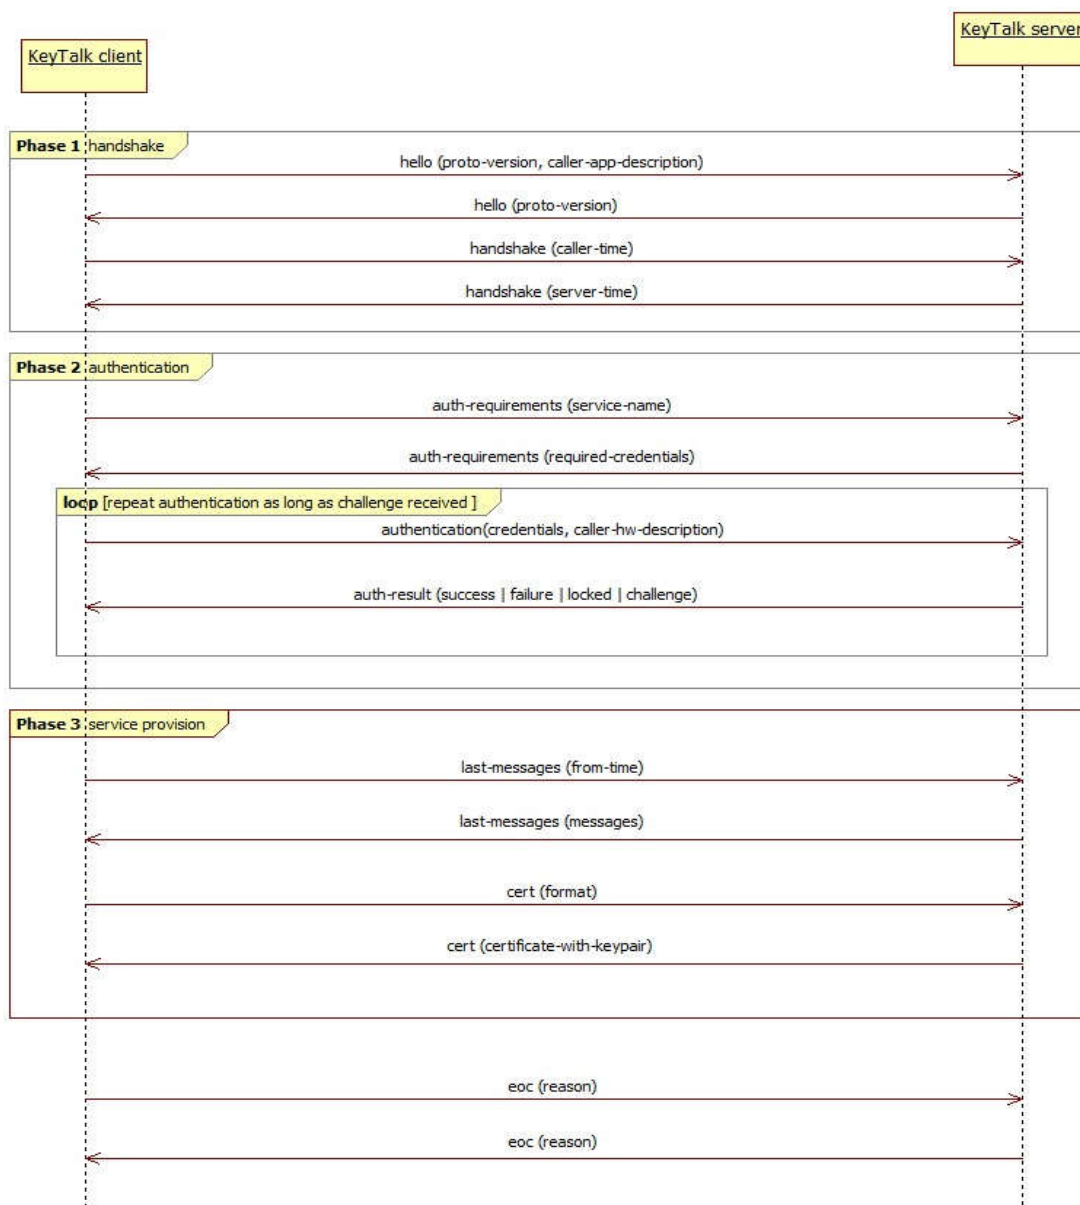 KeyTalk client
KeyTalk server
Phase 1 handshake
hello (proto-version, caller-app-description)
hello (proto-version)
handshake (caller-time)
handshake (server-time)
Phase 2 authentication
auth-requirements (service-name)
auth-requirements (required-credentials)
loop [repeat authentication as long as challenge received ]
authentication(credentials, caller-hw-description)
auth-result (success | failure | locked | challenge)
Phase 3 service provision
last-messages (from-time)
last-messages (messages)
cert (format)
cert (certificate-with-keypair)
eoc (reason)
eoc (reason)